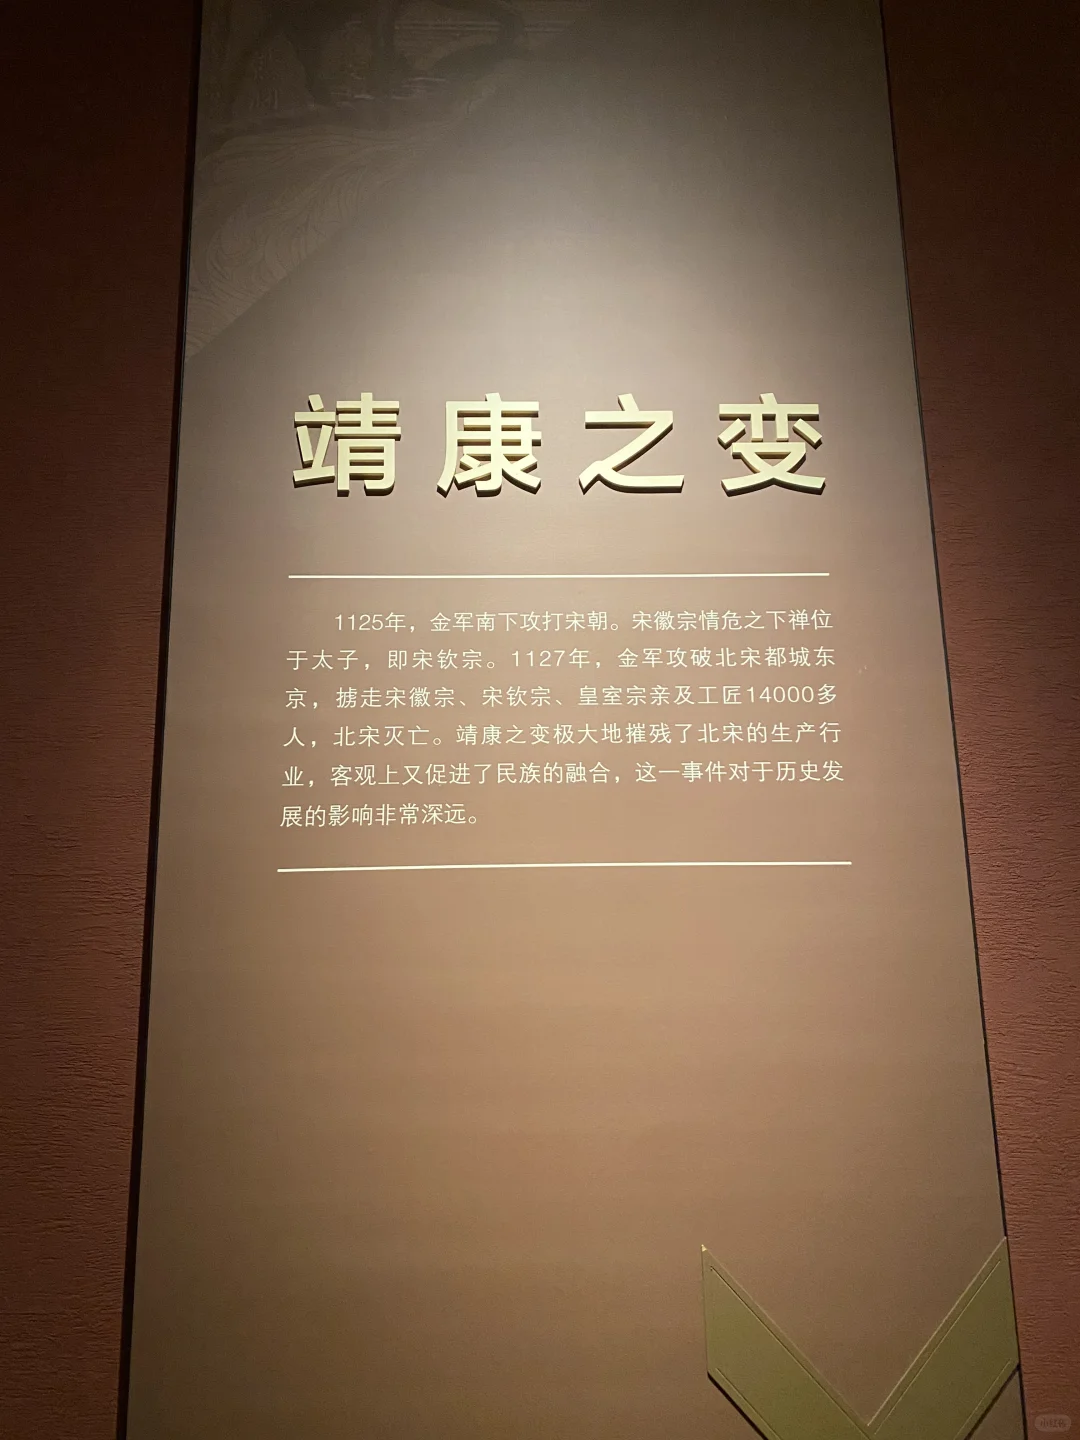 靖康之变
1125年，金军南下攻打宋朝。宋徽宗情危之下禅位
于太子，即宋钦宗。1127年，金军攻破北宋都城东
京，掳走宋徽宗、宋钦宗、皇室宗亲及工匠14000多
人，北宋灭亡。靖康之变极大地摧残了北宋的生产行
业，客观上又促进了民族的融合，这一事件对于历史发
展的影响非常深远。
小红书